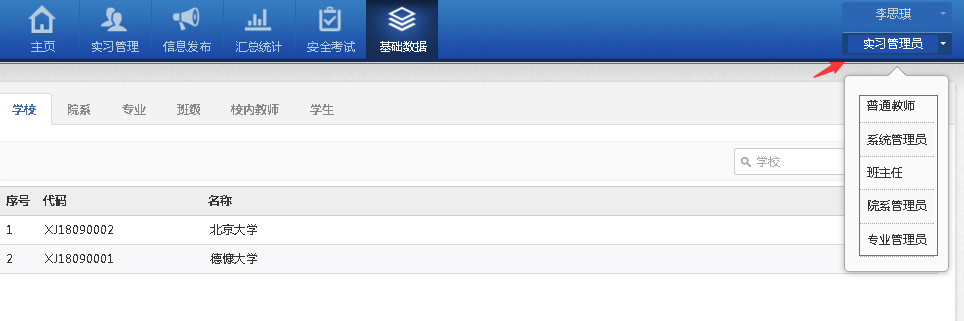 李思琪
主页 实习管理 信息发布 汇总统计 安全考试 基础数据
实习管理员
学校 院系 专业 班级 校内教师 学生
普通教师
系统管理员
班主任
院系管理员
专业管理员
学校
序号 代码 名称
1 XJ18090002 北京大学
2 XJ18090001 德慷大学